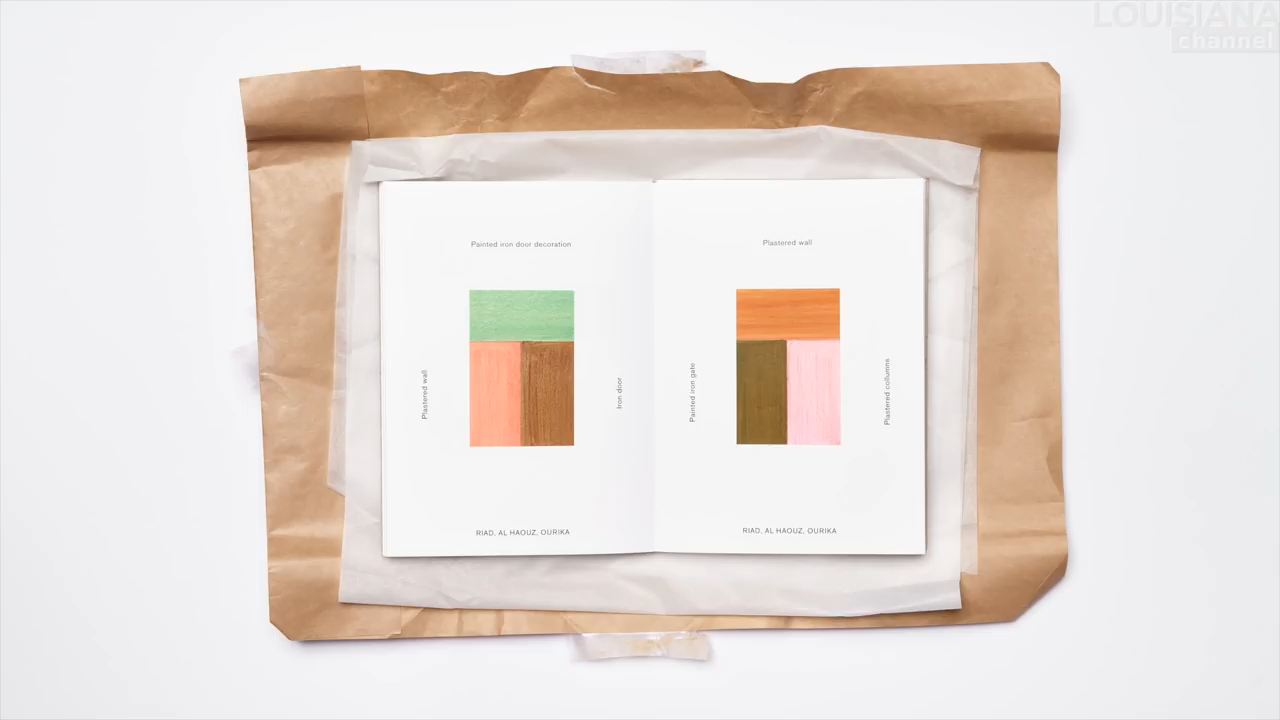 LOUISIANA
channel
Painted iron door decoration
Plastered wall
Iron door
RIAD, AL HAOUZ, OURIKA
Plastered wall
Painted iron gate
Plastered collumns
RIAD, AL HAOUZ, OURIKA